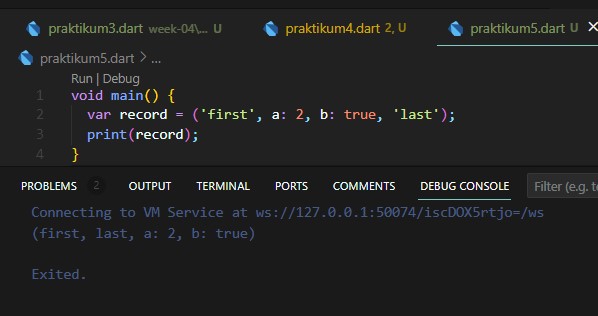 praktikum3.dart week-04\... U praktikum4.dart 2, U praktikum5.dart U
praktikum5.dart > ...
Run | Debug
1 void main() {
2 var record = ('first', a: 2, b: true, 'last');
3 print(record);
4 }
PROBLEMS 2 OUTPUT TERMINAL PORTS COMMENTS DEBUG CONSOLE Filter (e.g. te
Connecting to VM Service at ws://127.0.0.1:50074/iscDOX5rtjo=/ws
(first, last, a: 2, b: true)
Exited.